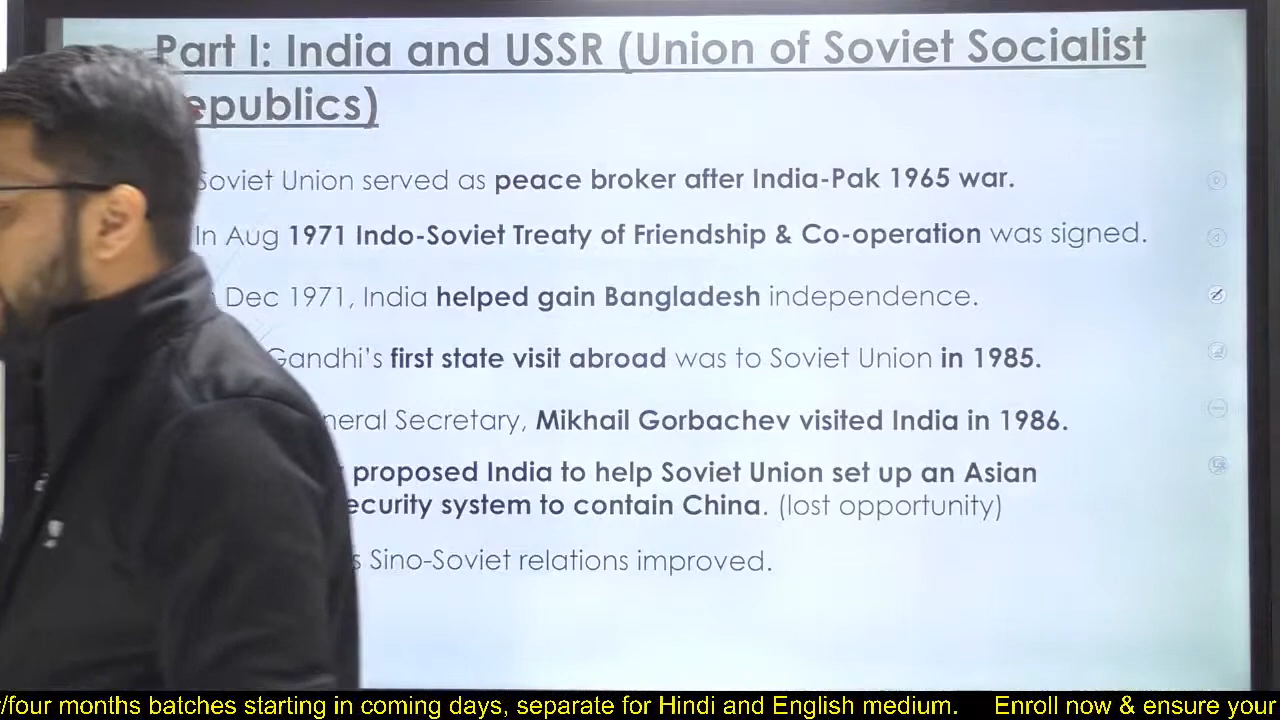 Part I: India and USSR (Union of Soviet Socialist
epublics)
Soviet Union served as peace broker after India-Pak 1965 war.
In Aug 1971 Indo-Soviet Treaty of Friendship & Co-operation was signed.
Dec 1971, India helped gain Bangladesh independence.
Gandhi's first state visit abroad was to Soviet Union in 1985.
neral Secretary, Mikhail Gorbachev visited India in 1986.
proposed India to help Soviet Union set up an Asian
ecurity system to contain China. (lost opportunity)
s Sino-Soviet relations improved.
/four months batches starting in coming days, separate for Hindi and English medium. Enroll now & ensure your